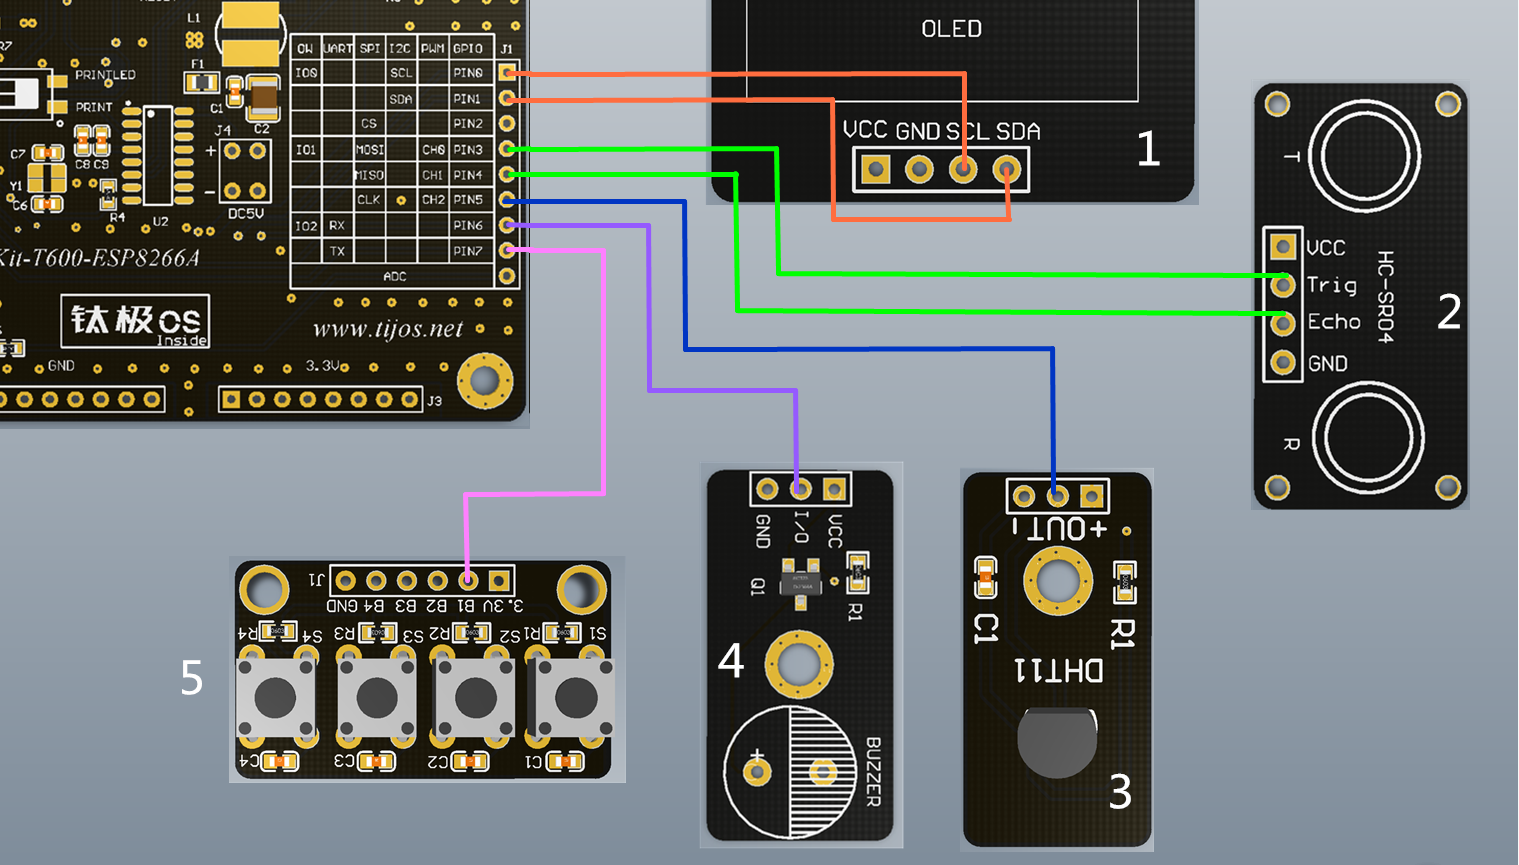 L1
R7
PRINTLED
F1
PRINT
C1
C2
J4
C7
C8 C9
Y1
C6
R4
U2
+
-
DC5V
OW UART SPI I2C PWM GPIO J1
IO0 SCL PIN0
SDA PIN1
CS PIN2
IO1 MOSI CH0 PIN3
MISO CH1 PIN4
CLK CH2 PIN5
IO2 RX PIN6
TX PIN7
ADC
Kit-T600-ESP8266A
钛极OS
Inside
www.tijos.net
GND
3.3V
J3
OLED
VCC GND SCL SDA
1
T
VCC
Trig
Echo
GND
HC-SR04
R
2
GND
I/O
VCC
Q1
R1
4
+
BUZZER
+OUT-
C1
R1
DHT11
3
J1
3.3V B1 B2 B3 B4 GND
S1 R1 S2 R2 S3 R3 S4 R4
5
C1 C2 C3 C4